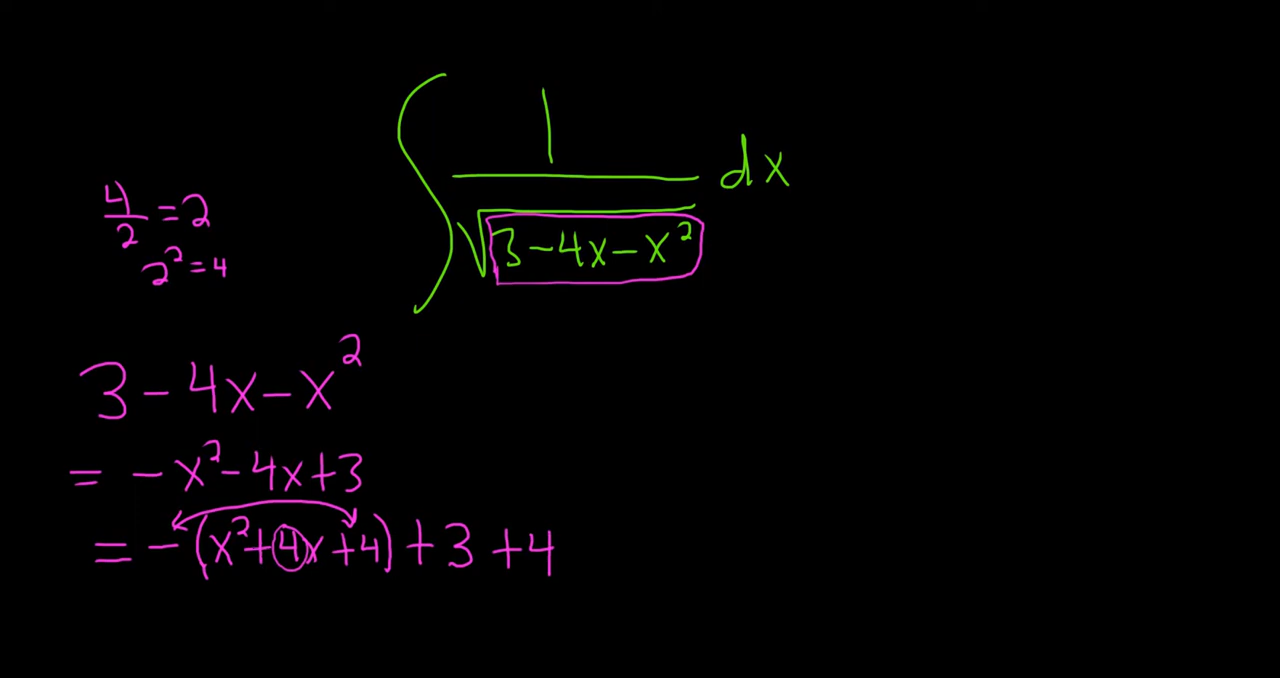 ∫ 1/√(3-4x-x²) dx
4/2 = 2
2² = 4
3-4x-x²
= -x²-4x+3
= -(x²+4x+4)+3+4